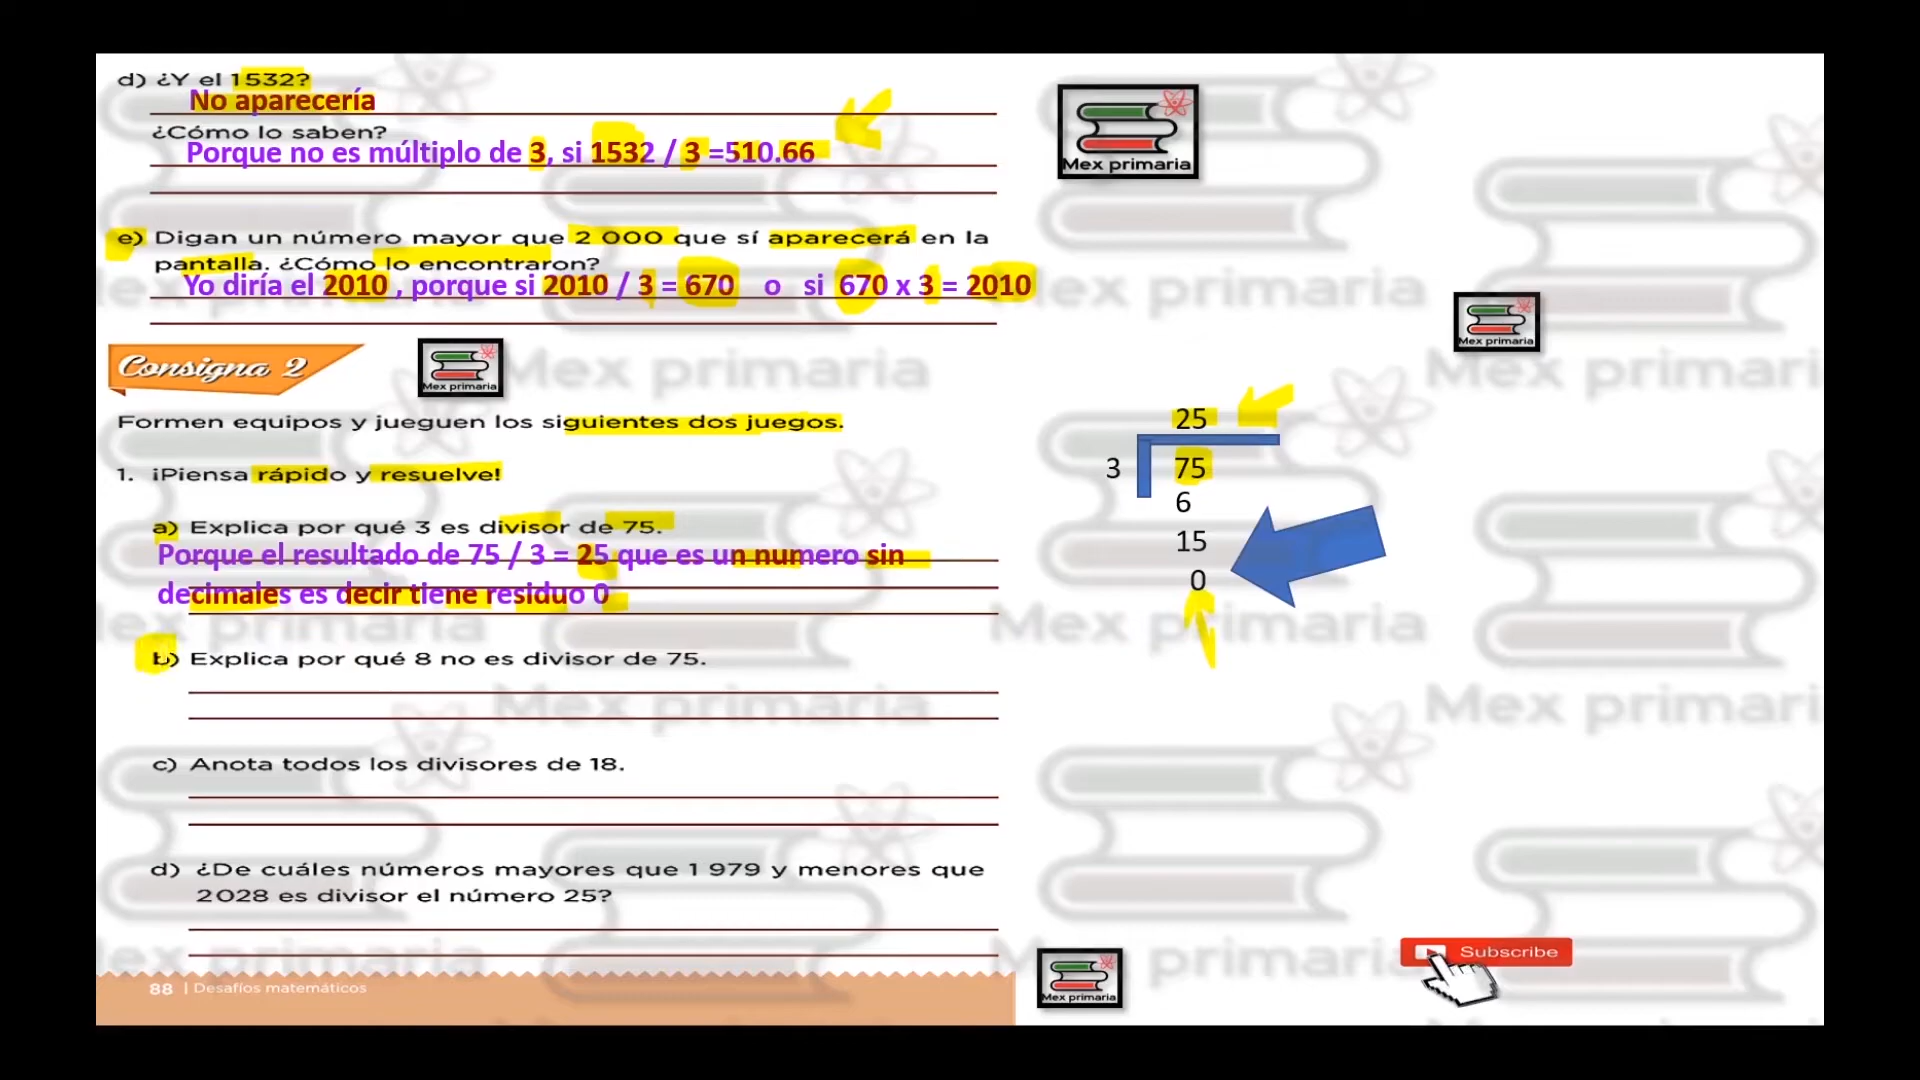 d) ¿Y el 1532?
No aparecería
¿Cómo lo saben?
Porque no es múltiplo de 3, si 1532 / 3 =510.66
e) Digan un número mayor que 2 000 que sí aparecerá en la
pantalla. ¿Cómo lo encontraron?
Yo diría el 2010 , porque si 2010 / 3 = 670 o si 670 x 3 = 2010
Consigna 2
Mex primaria
Formen equipos y jueguen los siguientes dos juegos.
1. ¡Piensa rápido y resuelve!
a) Explica por qué 3 es divisor de 75.
Porque el resultado de 75 / 3 = 25 que es un numero sin
decimales es decir tiene residuo 0
b) Explica por qué 8 no es divisor de 75.
c) Anota todos los divisores de 18.
d) ¿De cuáles números mayores que 1 979 y menores que
2028 es divisor el número 25?
88 | Desafíos matemáticos
Mex primaria
Mex primaria
25
3 75
6
15
0
Mex primaria
Subscribe